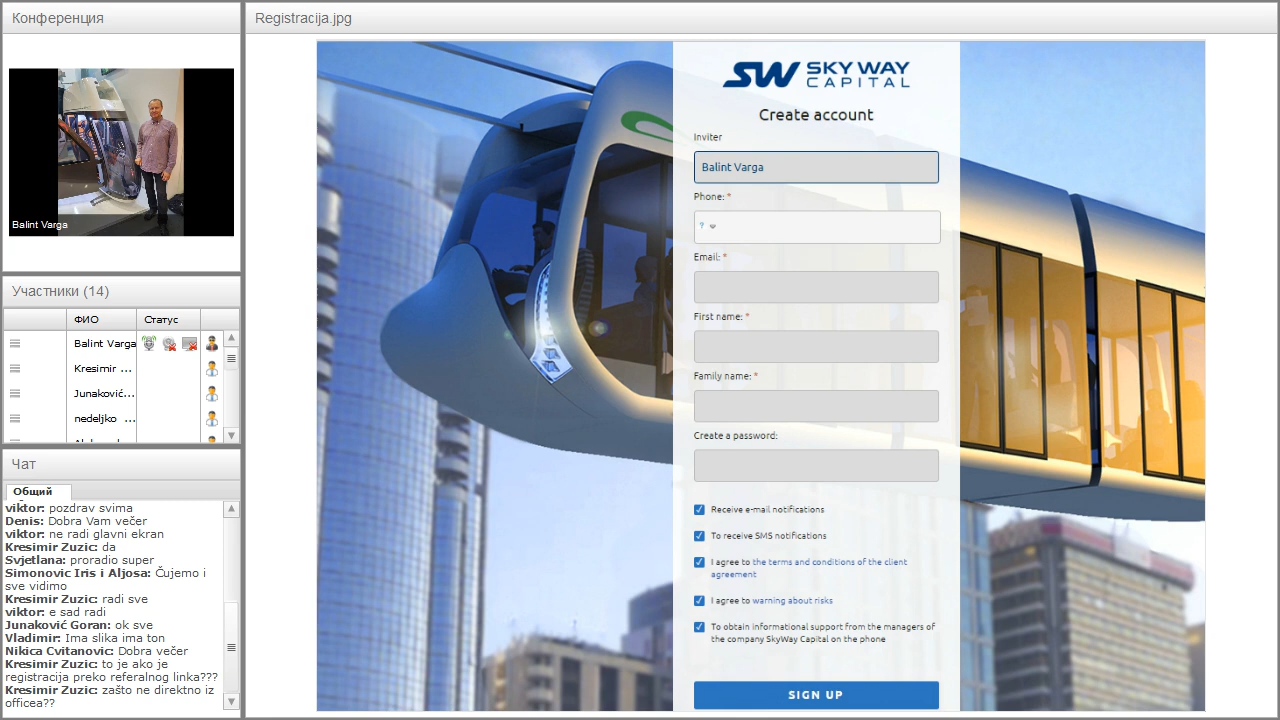 Конференция
Balint Varga
Участники (14)
ФИО Статус
Balint Varga
Kresimir ...
Junaković...
nedeljko ...
Чат
Общий
viktor: pozdrav svima
Denis: Dobra Vam večer
viktor: ne radi glavni ekran
Kresimir Zuzic: da
Svjetlana: proradio super
Simonovic Iris i Aljosa: Čujemo i
sve vidimo
Kresimir Zuzic: radi sve
viktor: e sad radi
Junaković Goran: ok sve
Vladimir: Ima slika ima ton
Nikica Cvitanovic: Dobra večer
Kresimir Zuzic: to je ako je
registracija preko referalnog linka???
Kresimir Zuzic: zašto ne direktno iz
officea??
Registracija.jpg
SW SKY WAY
CAPITAL
Create account
Inviter
Balint Varga
Phone: *
?
Email: *
First name: *
Family name: *
Create a password:
Receive e-mail notifications
To receive SMS notifications
I agree to the terms and conditions of the client
agreement
I agree to warning about risks
To obtain informational support from the managers of
the company SkyWay Capital on the phone
SIGN UP